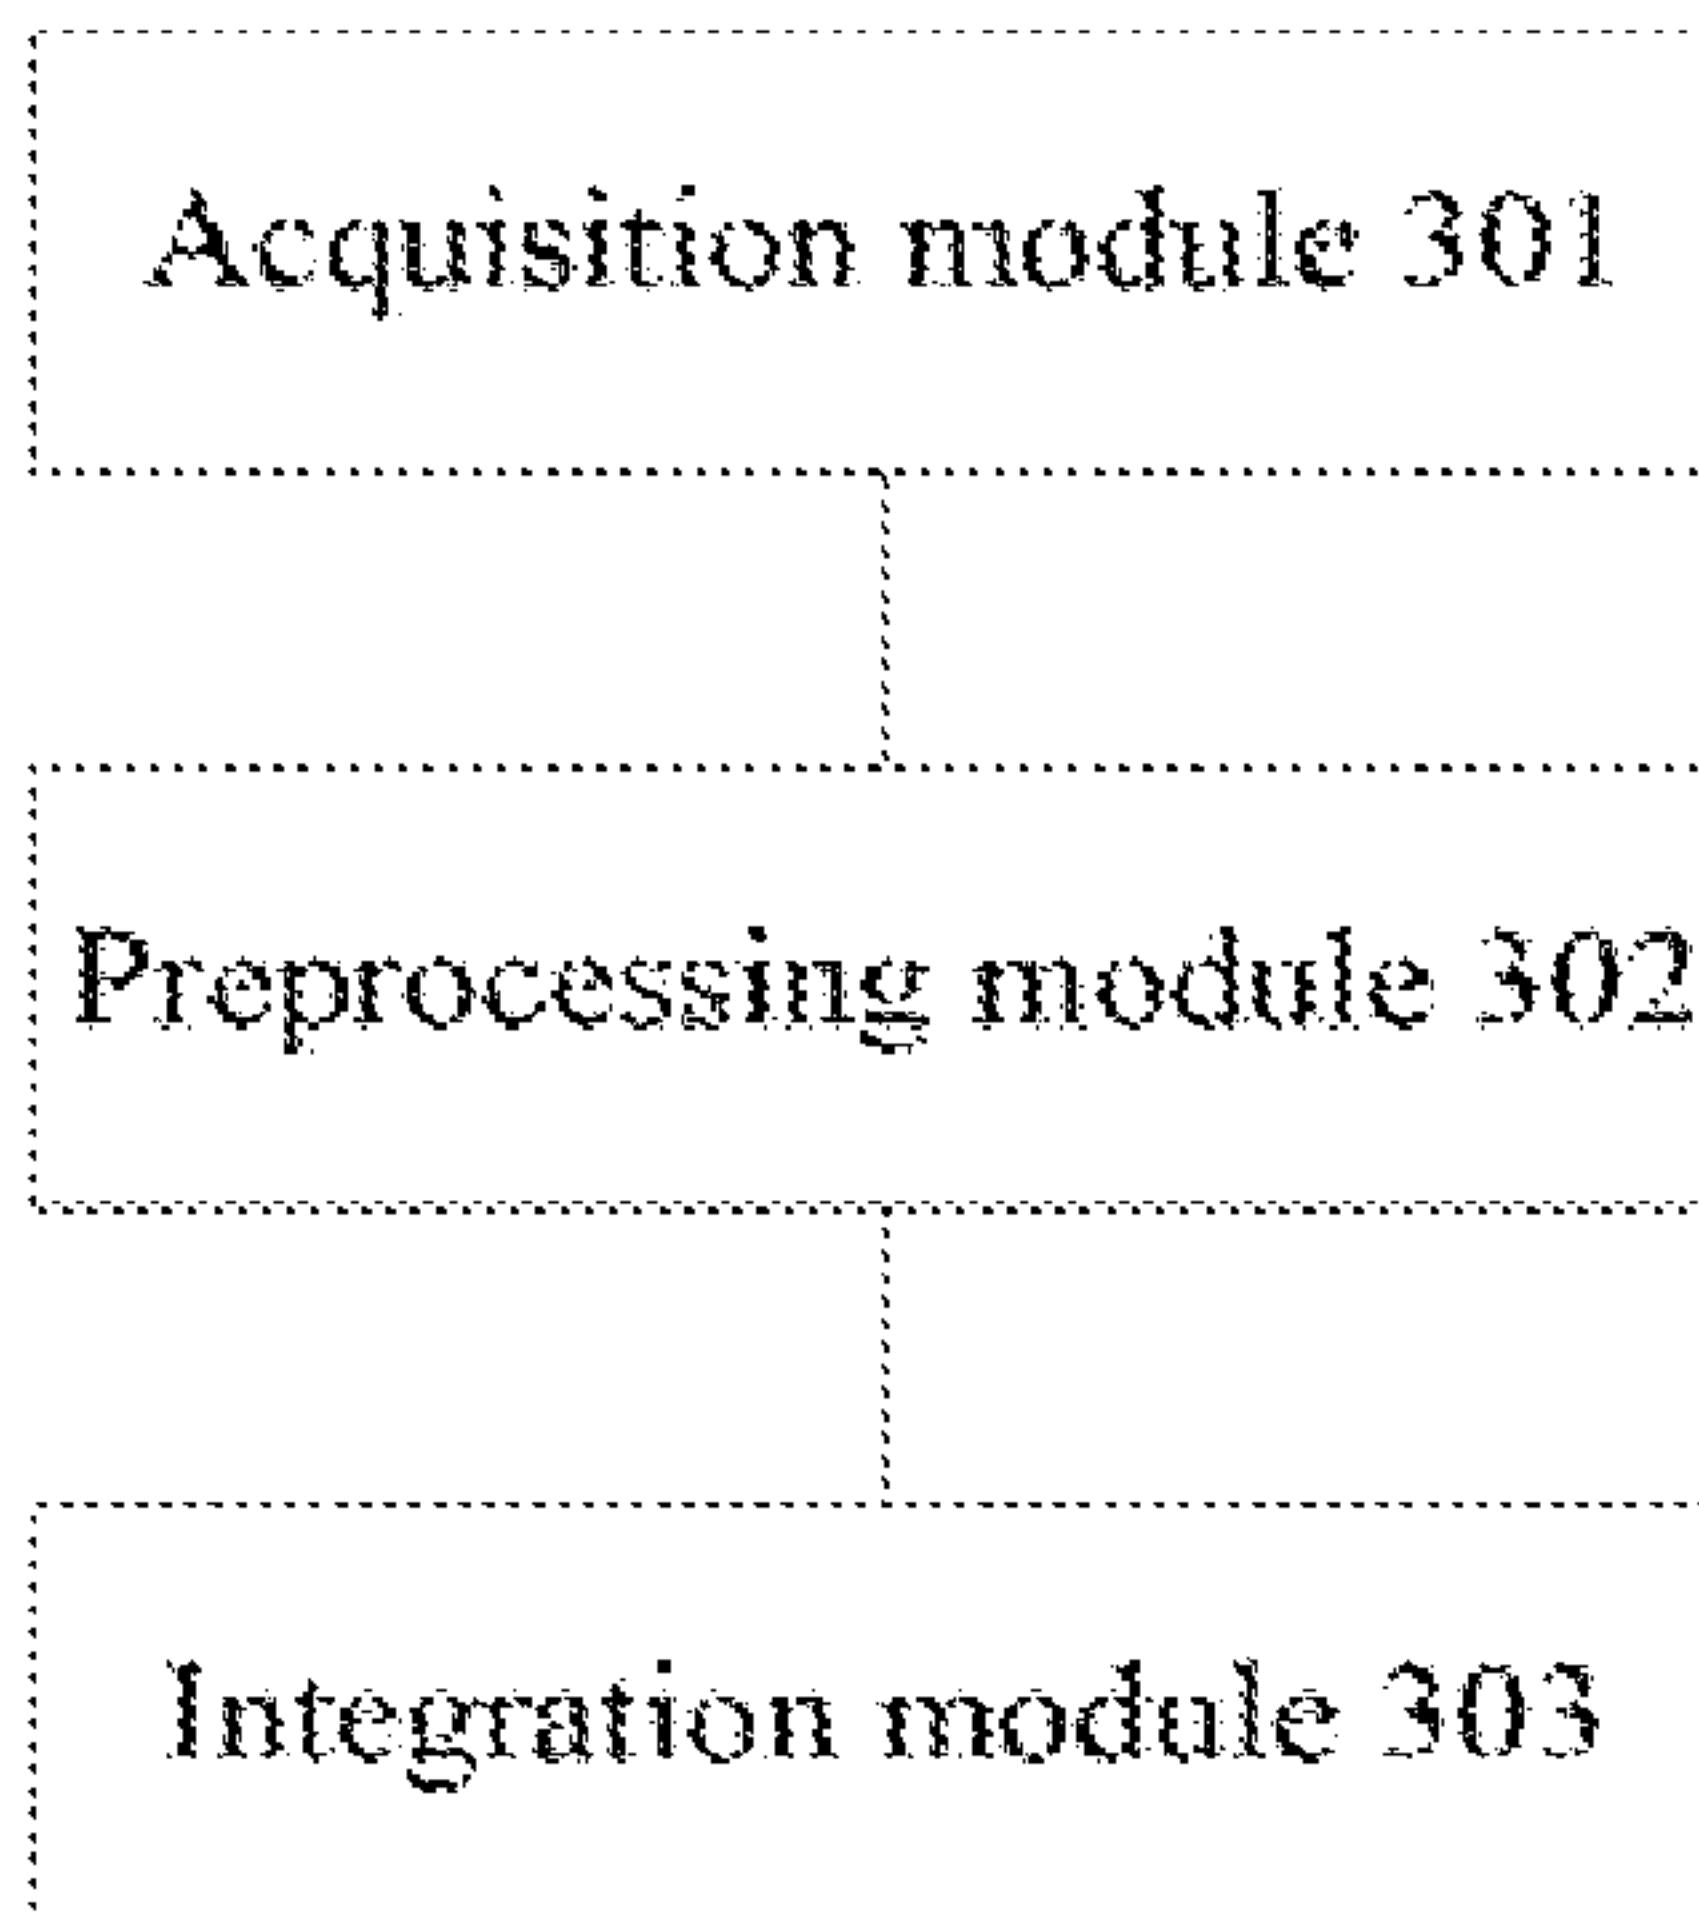 Acquisition module 301
Preprocessing module 302
Integration module 303